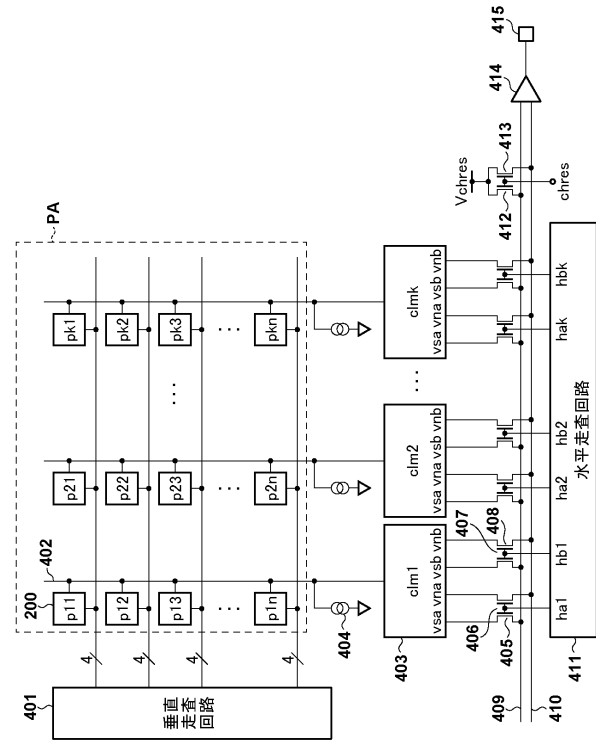 PA
200
402
p11
p21
pk1
p12
p22
pk2
p13
p23
pk3
p1n
p2n
pkn
401
垂直
走査
回路
4
4
4
4
404
403
clm1
clm2
clmk
vsa vna vsb vnb
vsa vna vsb vnb
vsa vna vsb vnb
405
406
407
408
Vchres
412
413
chres
414
415
409
410
ha1
hb1
ha2
hb2
hak
hbk
411
水平走査回路